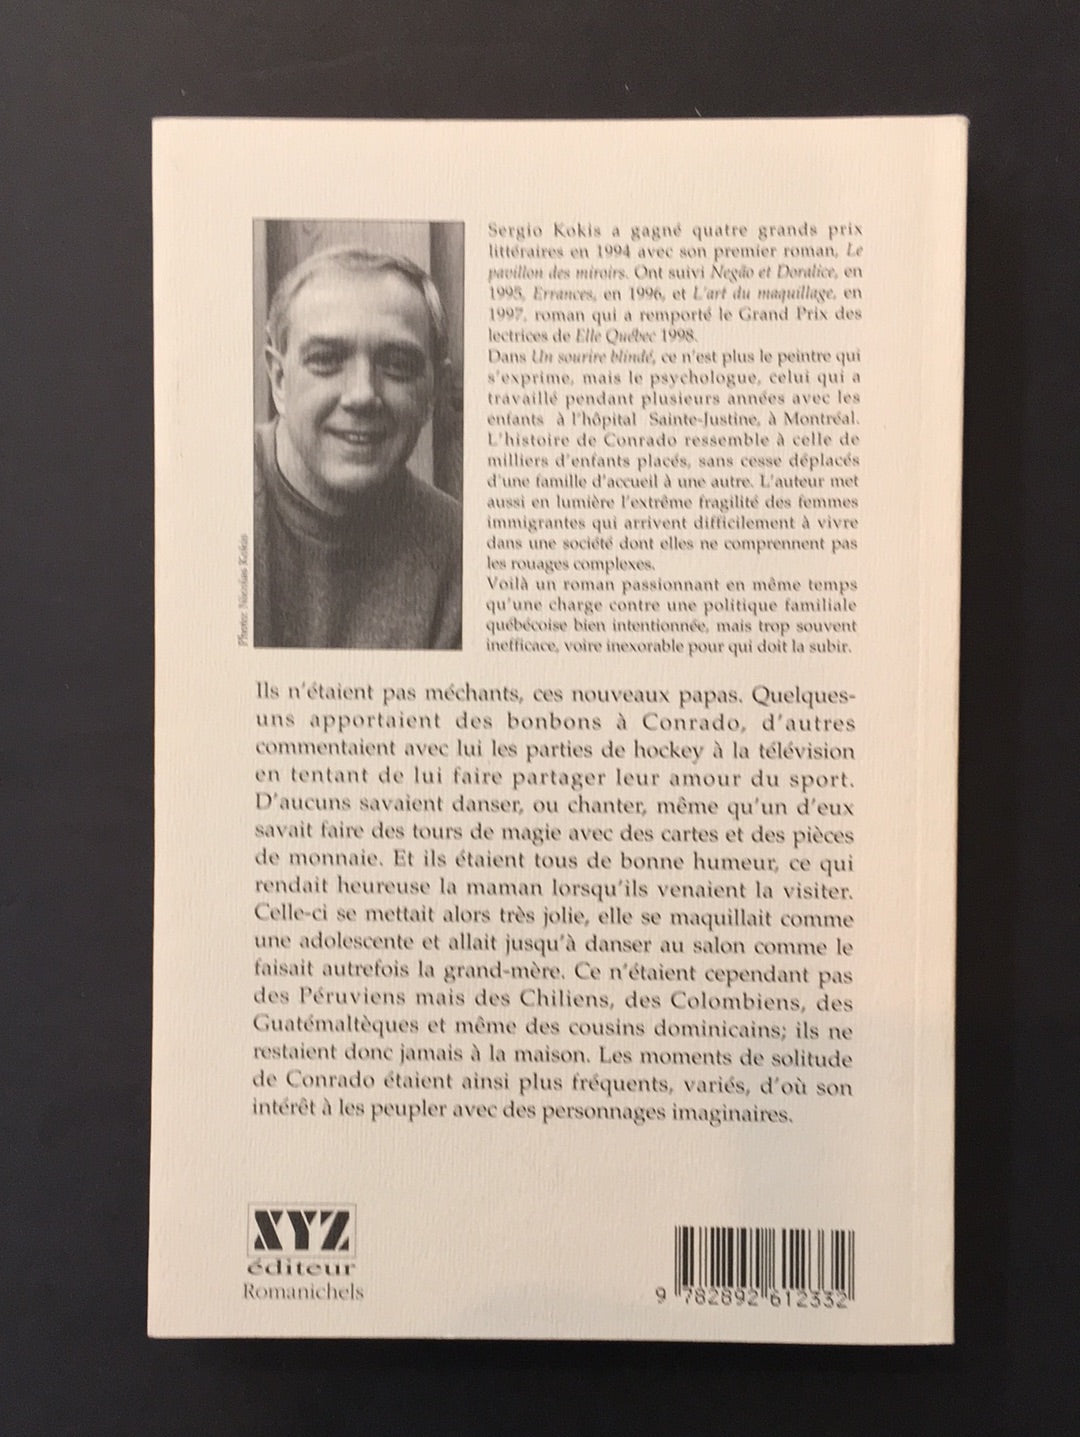 Sergio Kokis a gagné quatre grands prix
littéraires en 1994 avec son premier roman, Le
pavillon des miroirs. Ont suivi Negão et Doralice, en
1995, Errances, en 1996, et L'art du maquillage, en
1997, roman qui a remporté le Grand Prix des
lectrices de Elle Québec 1998.
Dans Un sourire blindé, ce n'est plus le peintre qui
s'exprime, mais le psychologue, celui qui a
travaillé pendant plusieurs années avec les
enfants à l'hôpital Sainte-Justine, à Montréal.
L'histoire de Conrado ressemble à celle de
milliers d'enfants placés, sans cesse déplacés
d'une famille d'accueil à une autre. L'auteur met
aussi en lumière l'extrême fragilité des femmes
immigrantes qui arrivent difficilement à vivre
dans une société dont elles ne comprennent pas
les rouages complexes.
Voilà un roman passionnant en même temps
qu'une charge contre une politique familiale
québécoise bien intentionnée, mais trop souvent
inefficace, voire inexorable pour qui doit la subir.
Photo: Nicolas Kokis
Ils n'étaient pas méchants, ces nouveaux papas. Quelques-
uns apportaient des bonbons à Conrado, d'autres
commentaient avec lui les parties de hockey à la télévision
en tentant de lui faire partager leur amour du sport.
D'aucuns savaient danser, ou chanter, même qu'un d'eux
savait faire des tours de magie avec des cartes et des pièces
de monnaie. Et ils étaient tous de bonne humeur, ce qui
rendait heureuse la maman lorsqu'ils venaient la visiter.
Celle-ci se mettait alors très jolie, elle se maquillait comme
une adolescente et allait jusqu'à danser au salon comme le
faisait autrefois la grand-mère. Ce n'étaient cependant pas
des Péruviens mais des Chiliens, des Colombiens, des
Guatémaltèques et même des cousins dominicains; ils ne
restaient donc jamais à la maison. Les moments de solitude
de Conrado étaient ainsi plus fréquents, variés, d'où son
intérêt à les peupler avec des personnages imaginaires.
XYZ
éditeur
Romanichels
9 782892 612332